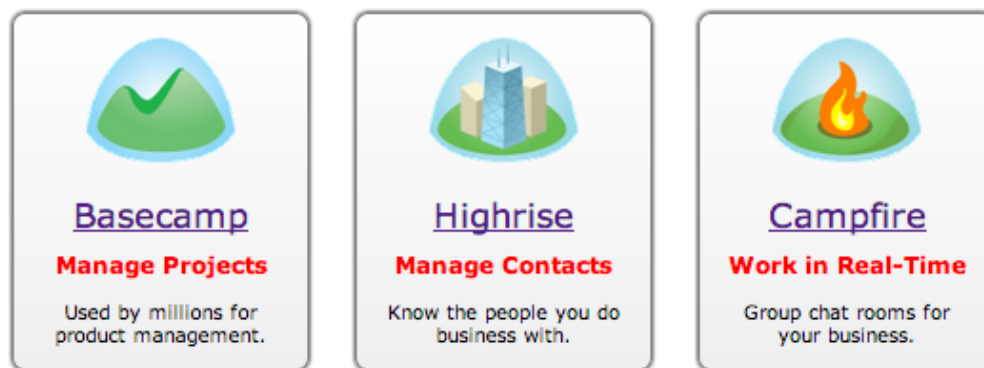 Basecamp
Manage Projects
Used by millions for
product management.
Highrise
Manage Contacts
Know the people you do
business with.
Campfire
Work in Real-Time
Group chat rooms for
your business.